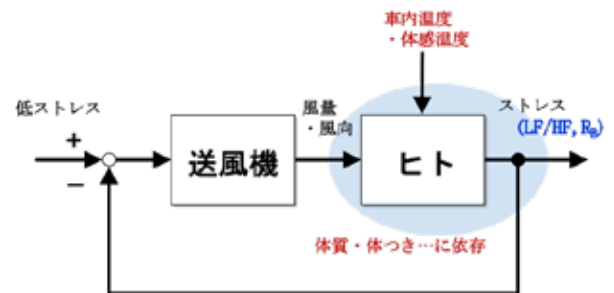 車内温度
・体感温度
低ストレス
風量
・風向
ストレス
(LF/HF, Rg)
+
−
送風機
ヒト
体質・体つき…に依存